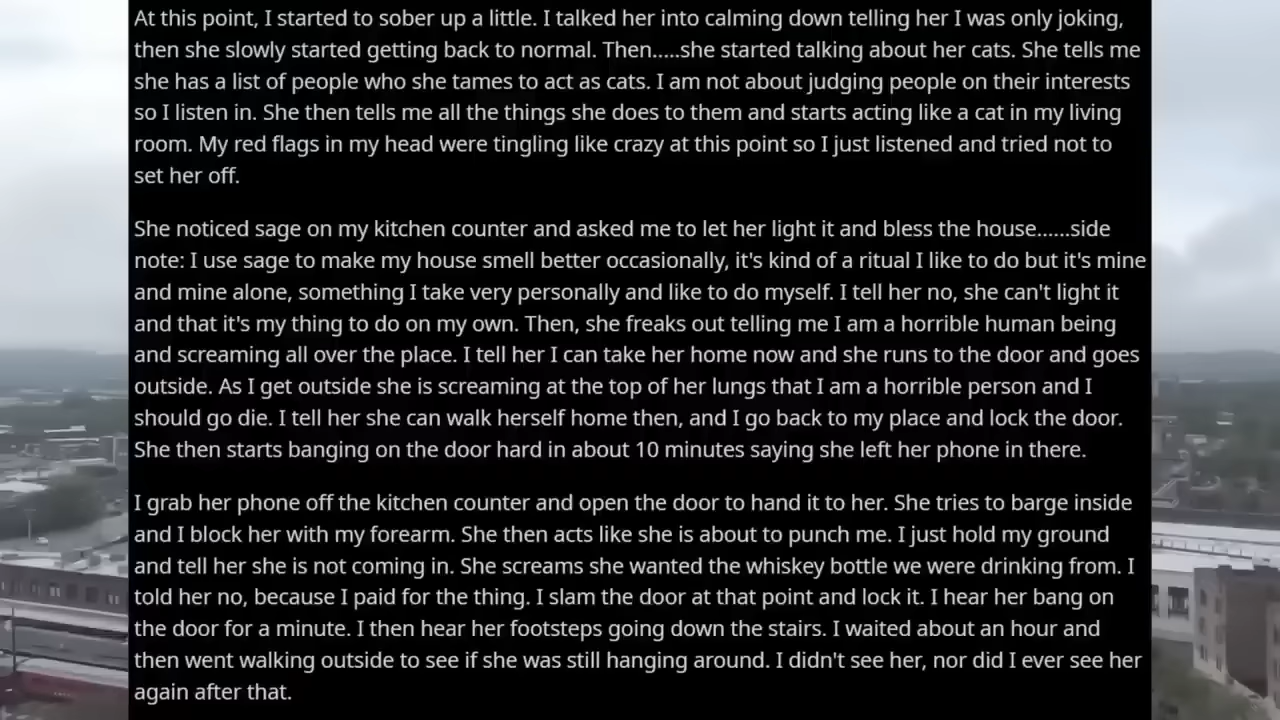 At this point, I started to sober up a little. I talked her into calming down telling her I was only joking,
then she slowly started getting back to normal. Then.....she started talking about her cats. She tells me
she has a list of people who she tames to act as cats. I am not about judging people on their interests
so I listen in. She then tells me all the things she does to them and starts acting like a cat in my living
room. My red flags in my head were tingling like crazy at this point so I just listened and tried not to
set her off.
She noticed sage on my kitchen counter and asked me to let her light it and bless the house......side
note: I use sage to make my house smell better occasionally, it's kind of a ritual I like to do but it's mine
and mine alone, something I take very personally and like to do myself. I tell her no, she can't light it
and that it's my thing to do on my own. Then, she freaks out telling me I am a horrible human being
and screaming all over the place. I tell her I can take her home now and she runs to the door and goes
outside. As I get outside she is screaming at the top of her lungs that I am a horrible person and I
should go die. I tell her she can walk herself home then, and I go back to my place and lock the door.
She then starts banging on the door hard in about 10 minutes saying she left her phone in there.
I grab her phone off the kitchen counter and open the door to hand it to her. She tries to barge inside
and I block her with my forearm. She then acts like she is about to punch me. I just hold my ground
and tell her she is not coming in. She screams she wanted the whiskey bottle we were drinking from. I
told her no, because I paid for the thing. I slam the door at that point and lock it. I hear her bang on
the door for a minute. I then hear her footsteps going down the stairs. I waited about an hour and
then went walking outside to see if she was still hanging around. I didn't see her, nor did I ever see her
again after that.